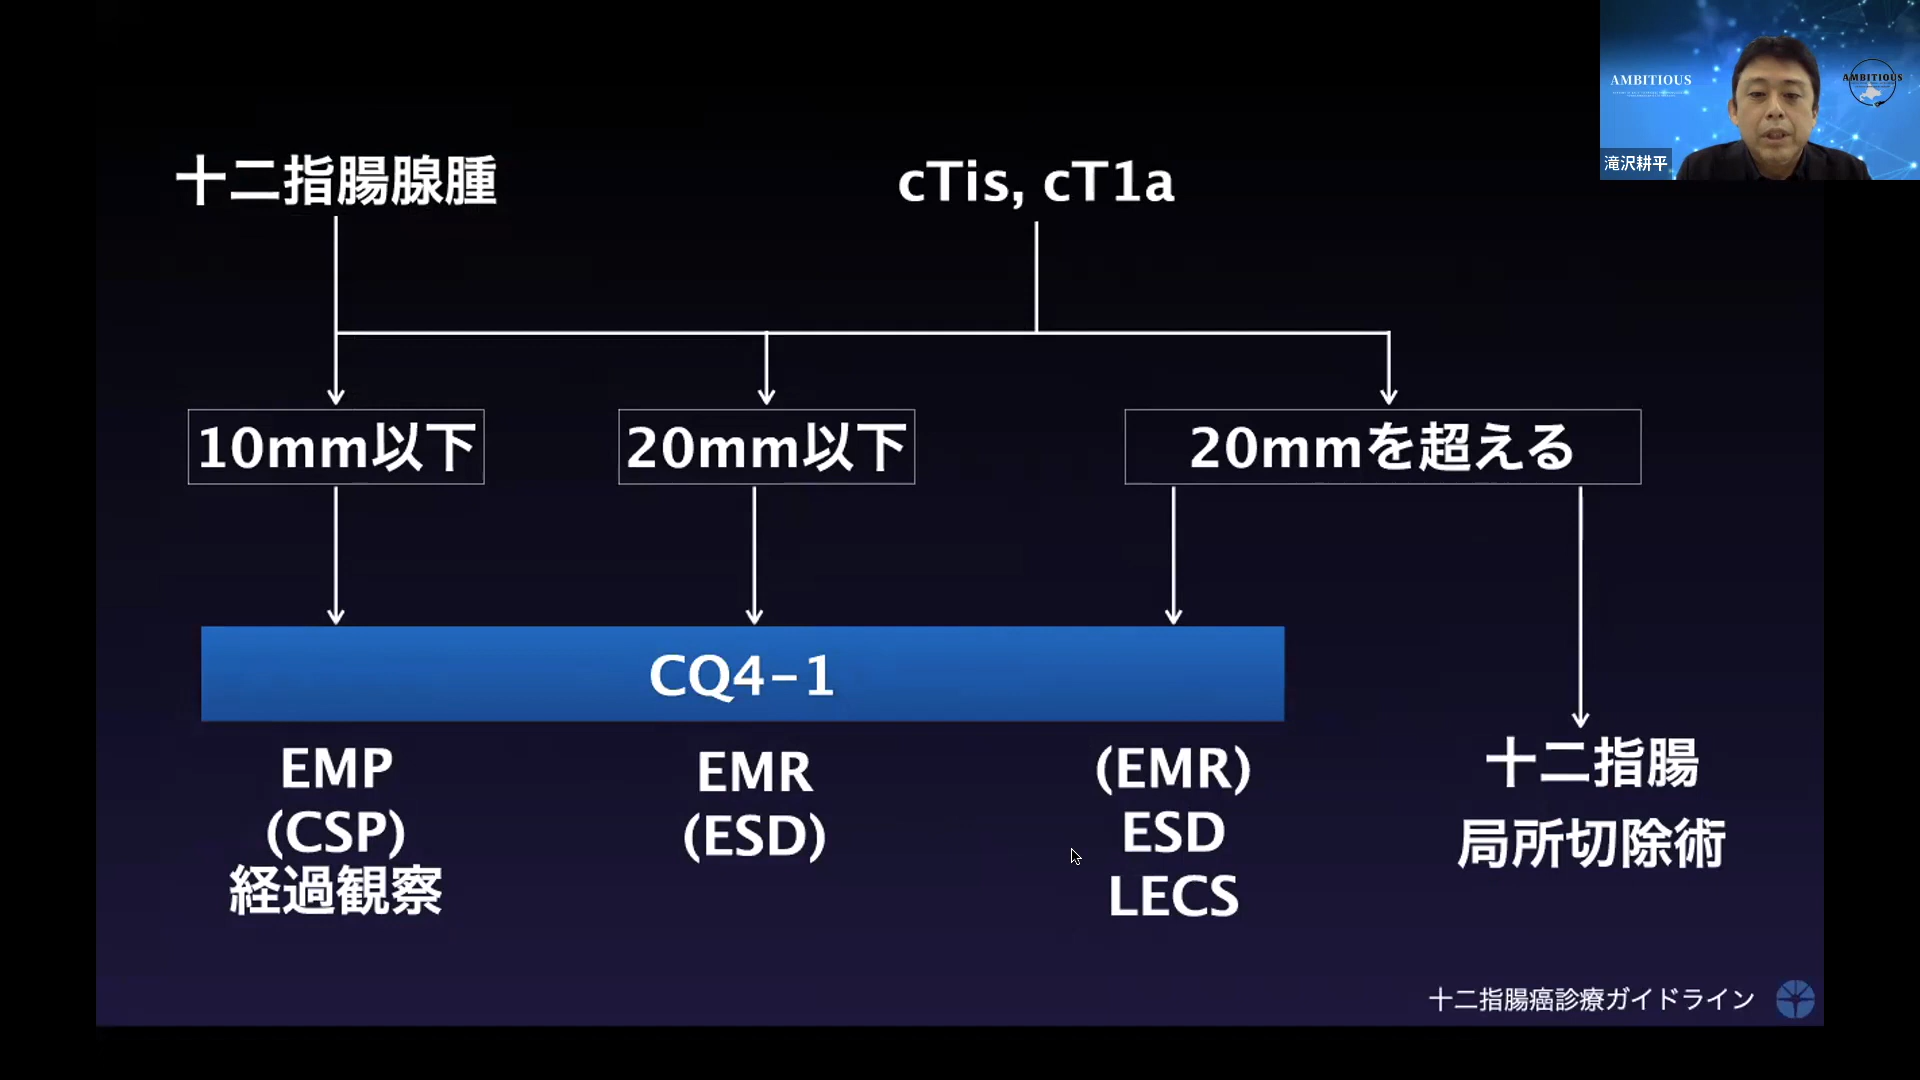 AMBITIOUS
AMBITIOUS
滝沢耕平
十二指腸腺腫
cTis, cT1a
10mm以下
20mm以下
20mmを超える
CQ4-1
EMP
(CSP)
経過観察
EMR
(ESD)
(EMR)
ESD
LECS
十二指腸
局所切除術
十二指腸癌診療ガイドライン